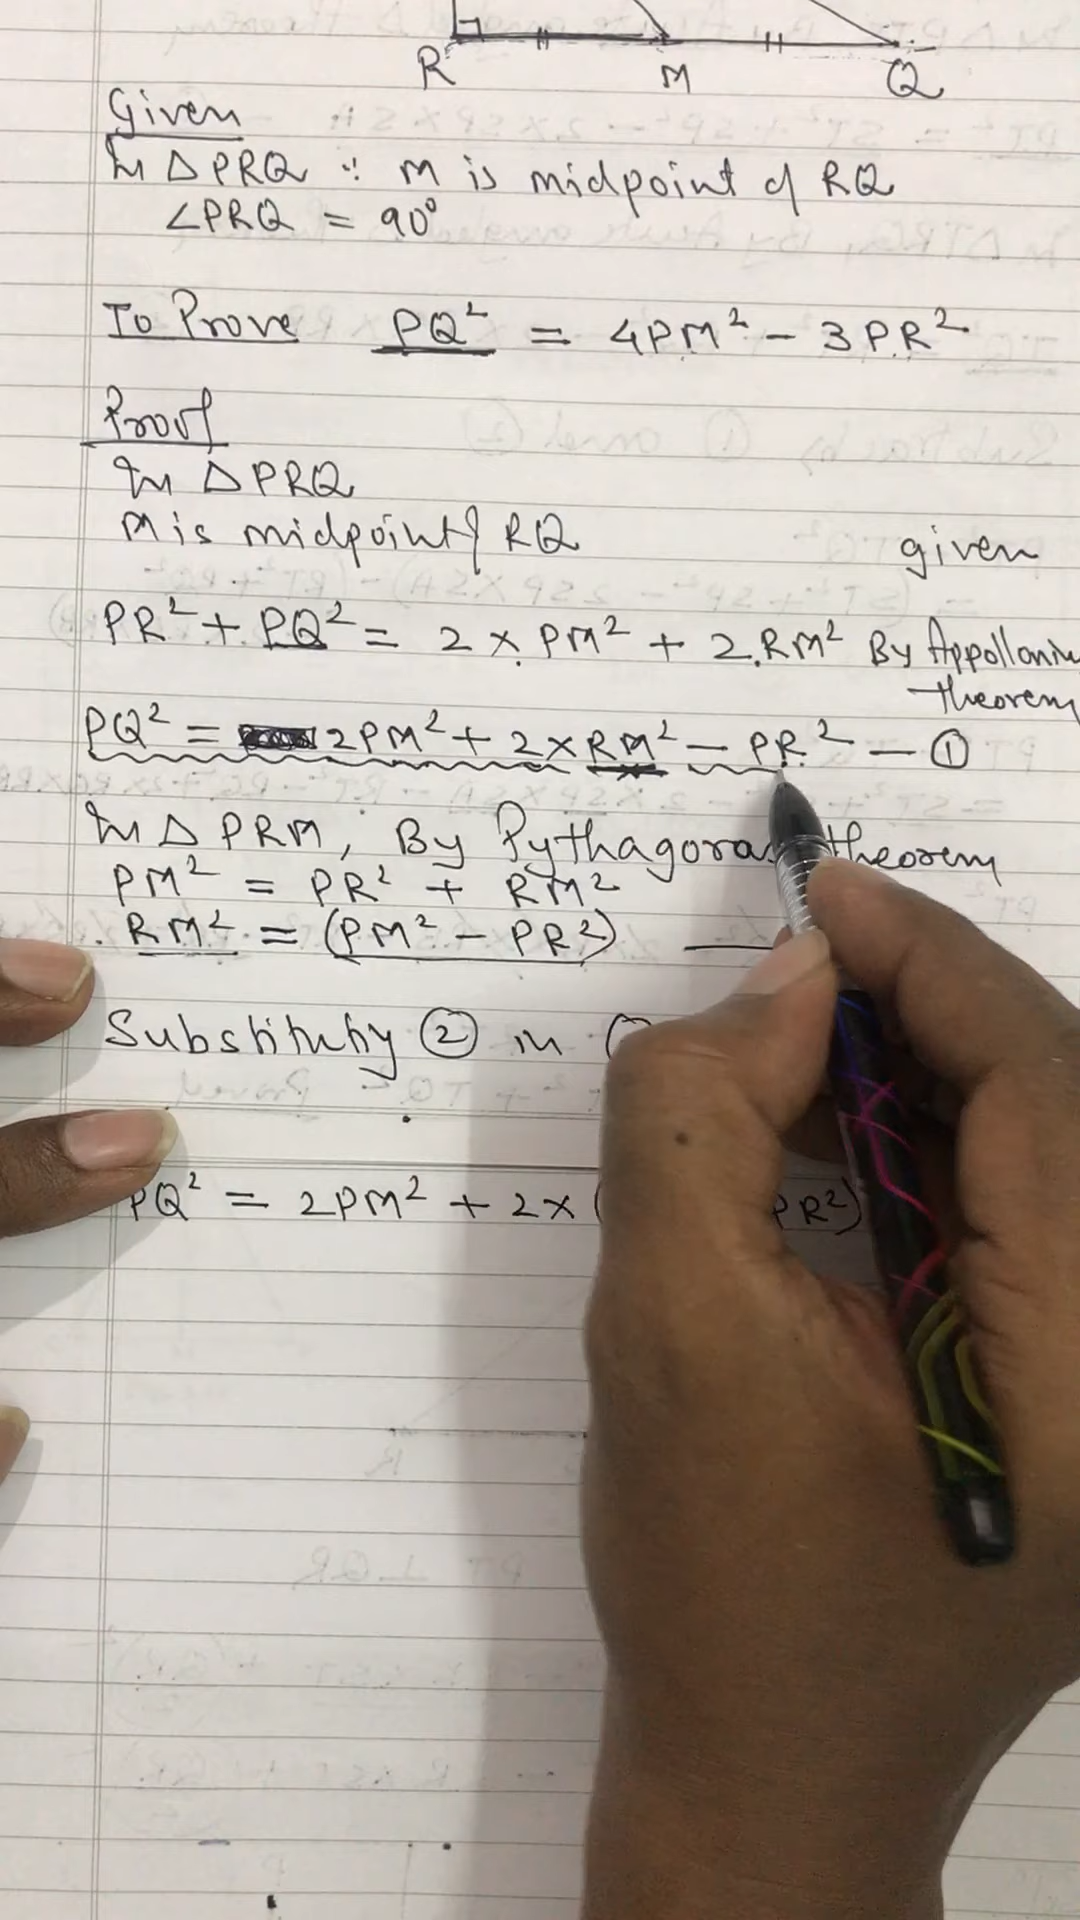 R M Q
Given
In △PRQ ∵ M is midpoint of RQ
∠PRQ = 90°
To Prove PQ² = 4PM² - 3PR²
Proof
In △PRQ
M is midpoint of RQ given
PR² + PQ² = 2 × PM² + 2.RM² By Appollonius
theorem
PQ² = 2PM² + 2×RM² - PR² - ①
In △PRM, By Pythagoras theorem
PM² = PR² + RM²
RM² = (PM² - PR²)
Substituting ② in
PQ² = 2PM² + 2× ( PR²)